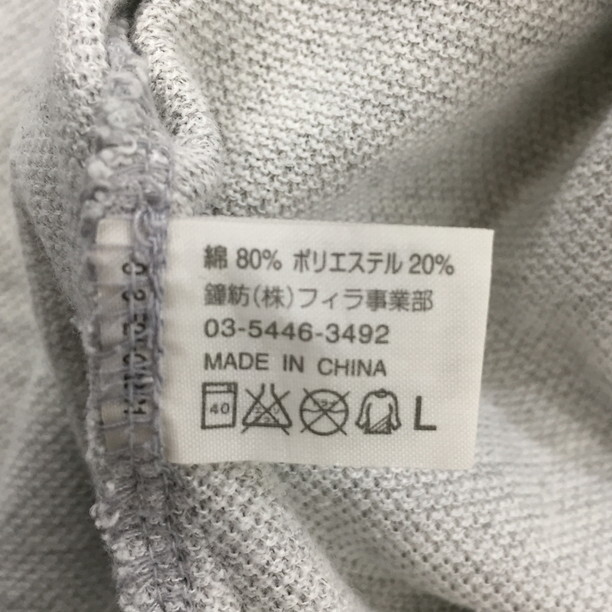 綿 80% ポリエステル 20%
鐘紡(株)フィラ事業部
03-5446-3492
MADE IN CHINA
40
L